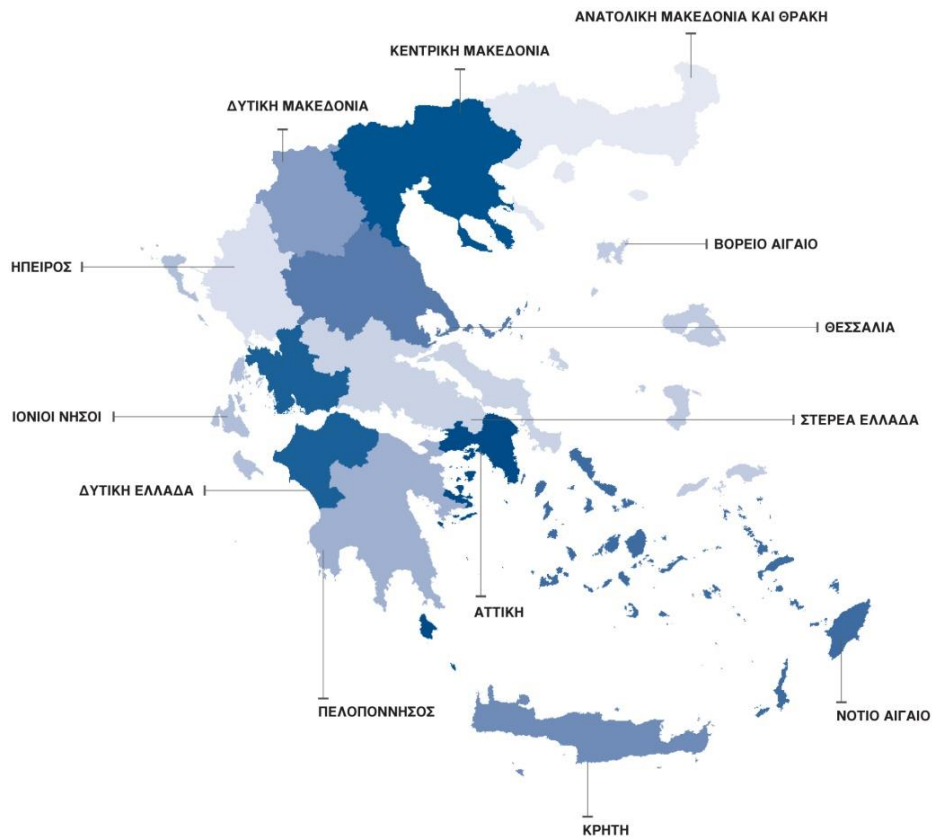 ΑΝΑΤΟΛΙΚΗ ΜΑΚΕΔΟΝΙΑ ΚΑΙ ΘΡΑΚΗ
ΚΕΝΤΡΙΚΗ ΜΑΚΕΔΟΝΙΑ
ΔΥΤΙΚΗ ΜΑΚΕΔΟΝΙΑ
ΒΟΡΕΙΟ ΑΙΓΑΙΟ
ΗΠΕΙΡΟΣ
ΘΕΣΣΑΛΙΑ
ΙΟΝΙΟΙ ΝΗΣΟΙ
ΣΤΕΡΕΑ ΕΛΛΑΔΑ
ΔΥΤΙΚΗ ΕΛΛΑΔΑ
ΑΤΤΙΚΗ
ΠΕΛΟΠΟΝΝΗΣΟΣ
ΝΟΤΙΟ ΑΙΓΑΙΟ
ΚΡΗΤΗ